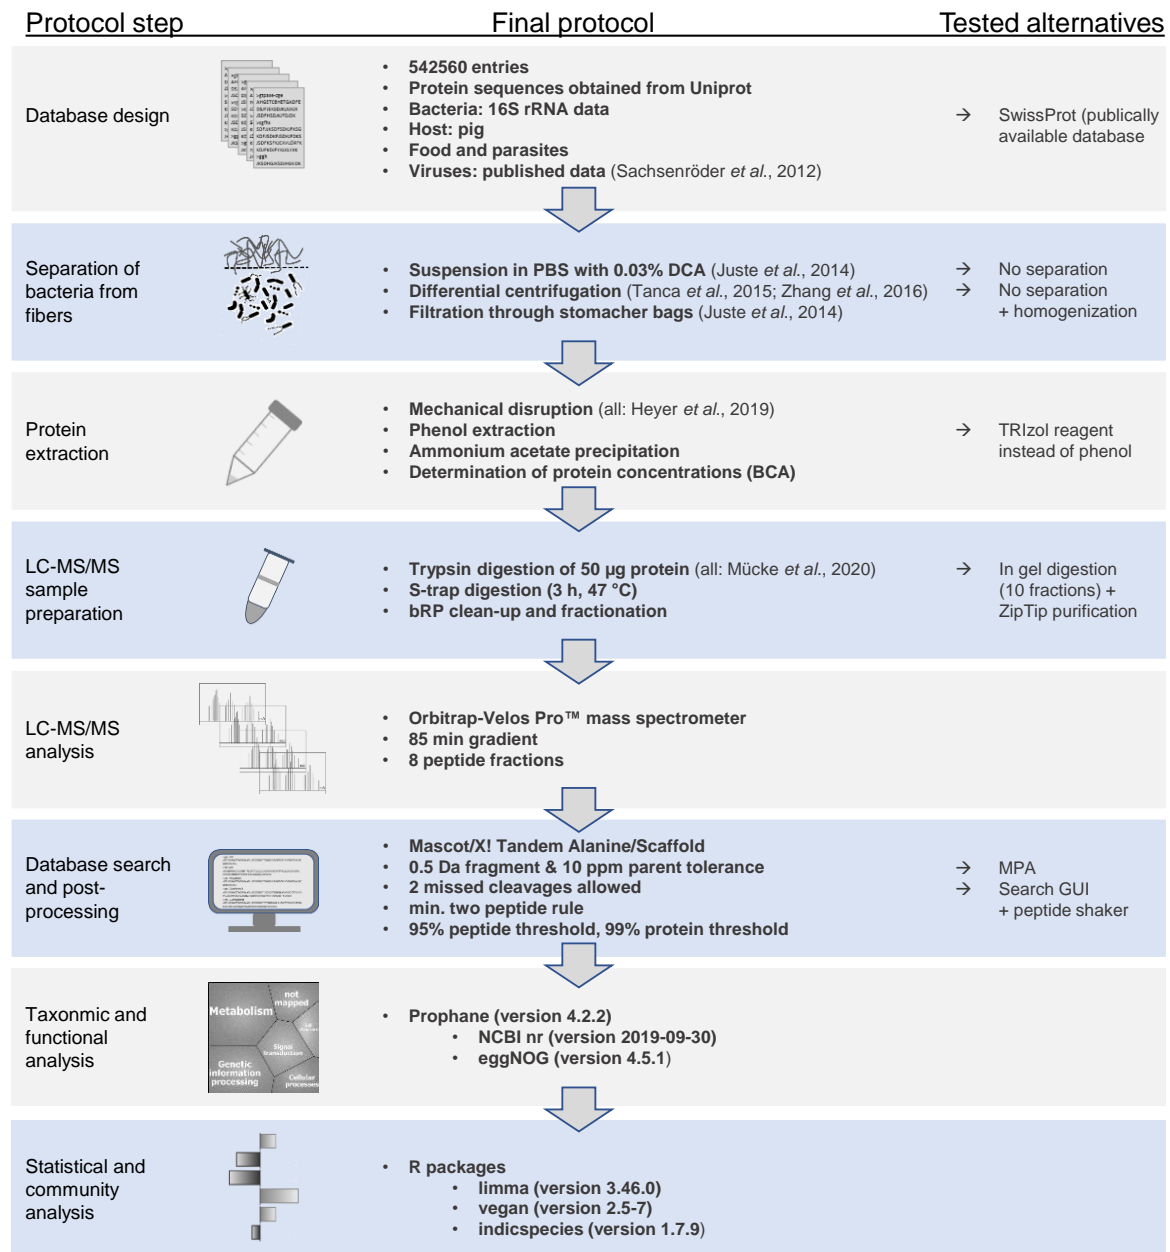 Protocol step
Final protocol
Tested alternatives
Database design
• 542560 entries
• Protein sequences obtained from Uniprot
• Bacteria: 16S rRNA data
• Host: pig
• Food and parasites
• Viruses: published data (Sachsenröder et al., 2012)
→ SwissProt (publically
available database
Separation of
bacteria from
fibers
• Suspension in PBS with 0.03% DCA (Juste et al., 2014)
• Differential centrifugation (Tanca et al., 2015; Zhang et al., 2016)
• Filtration through stomacher bags (Juste et al., 2014)
→ No separation
→ No separation
+ homogenization
Protein
extraction
• Mechanical disruption (all: Heyer et al., 2019)
• Phenol extraction
• Ammonium acetate precipitation
• Determination of protein concentrations (BCA)
→ TRIzol reagent
instead of phenol
LC-MS/MS
sample
preparation
• Trypsin digestion of 50 µg protein (all: Mücke et al., 2020)
• S-trap digestion (3 h, 47 °C)
• bRP clean-up and fractionation
→ In gel digestion
(10 fractions) +
ZipTip purification
LC-MS/MS
analysis
• Orbitrap-Velos Pro™ mass spectrometer
• 85 min gradient
• 8 peptide fractions
Database search
and post-
processing
• Mascot/X! Tandem Alanine/Scaffold
• 0.5 Da fragment & 10 ppm parent tolerance
• 2 missed cleavages allowed
• min. two peptide rule
• 95% peptide threshold, 99% protein threshold
→ MPA
→ Search GUI
+ peptide shaker
Taxonmic and
functional
analysis
Metabolism
not
mapped
Signal
transduction
Genetic
information
processing
Cellular
processes
• Prophane (version 4.2.2)
• NCBI nr (version 2019-09-30)
• eggNOG (version 4.5.1)
Statistical and
community
analysis
• R packages
• limma (version 3.46.0)
• vegan (version 2.5-7)
• indicspecies (version 1.7.9)